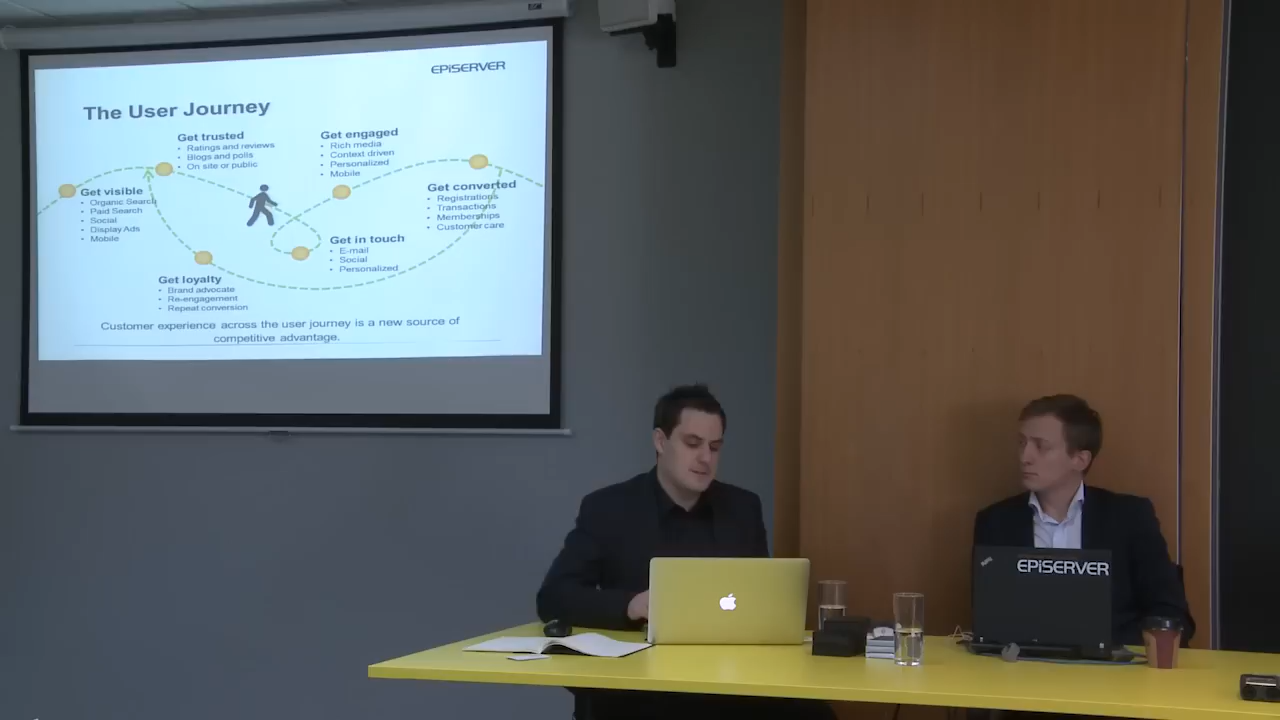 EPiSERVER
The User Journey
Get trusted
• Ratings and reviews
• Blogs and polls
• On site or public
Get engaged
• Rich media
• Context driven
• Personalized
• Mobile
Get visible
• Organic Search
• Paid Search
• Social
• Display Ads
• Mobile
Get converted
• Registrations
• Transactions
• Memberships
• Customer care
Get in touch
• E-mail
• Social
• Personalized
Get loyalty
• Brand advocate
• Re-engagement
• Repeat conversion
Customer experience across the user journey is a new source of
competitive advantage.
EPiSERVER